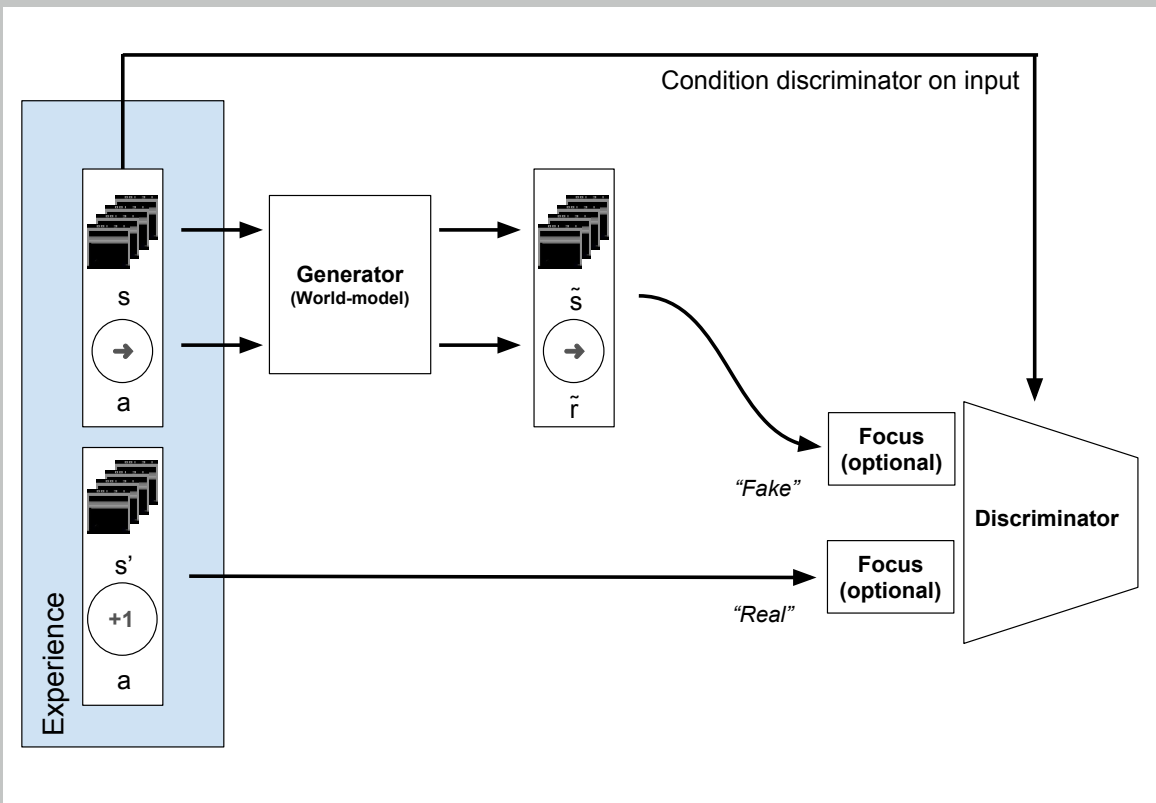 Condition discriminator on input
s
a
Generator
(World-model)
s̃
r̃
Focus
(optional)
"Fake"
Discriminator
s’
+1
a
Focus
(optional)
“Real”
Experience